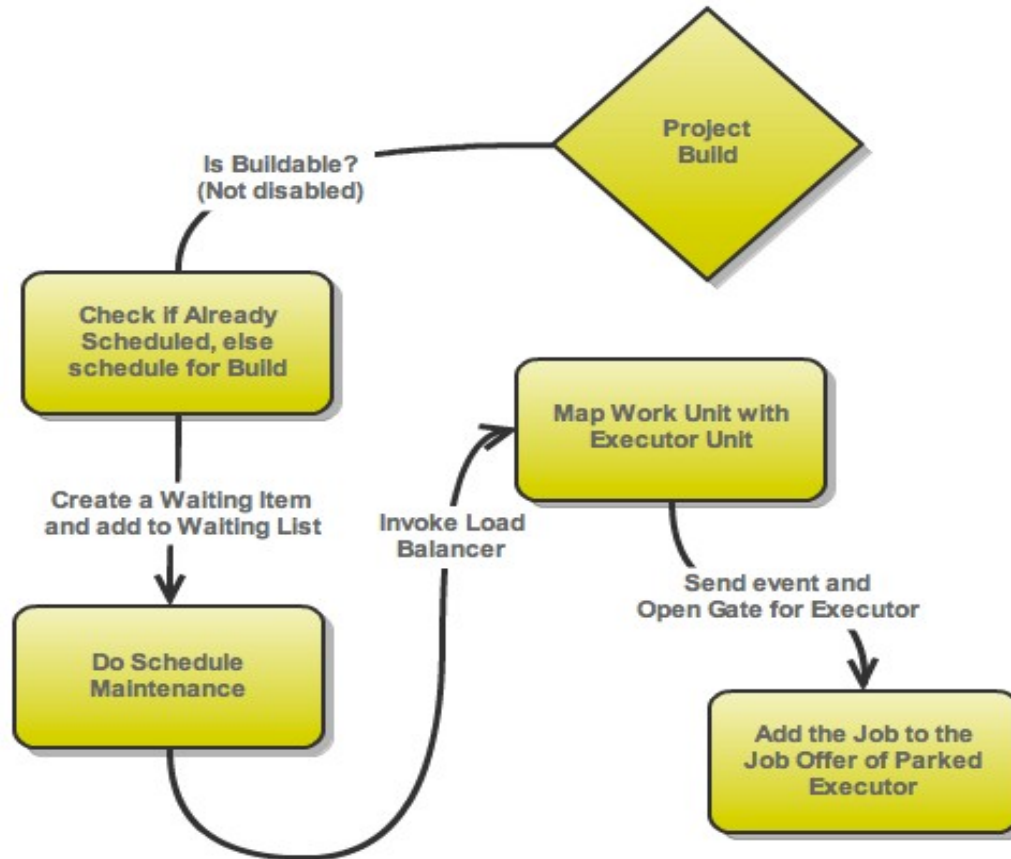 Project
Build
Is Buildable?
(Not disabled)
Check if Already
Scheduled, else
schedule for Build
Create a Waiting Item
and add to Waiting List
Do Schedule
Maintenance
Invoke Load
Balancer
Map Work Unit with
Executor Unit
Send event and
Open Gate for Executor
Add the Job to the
Job Offer of Parked
Executor